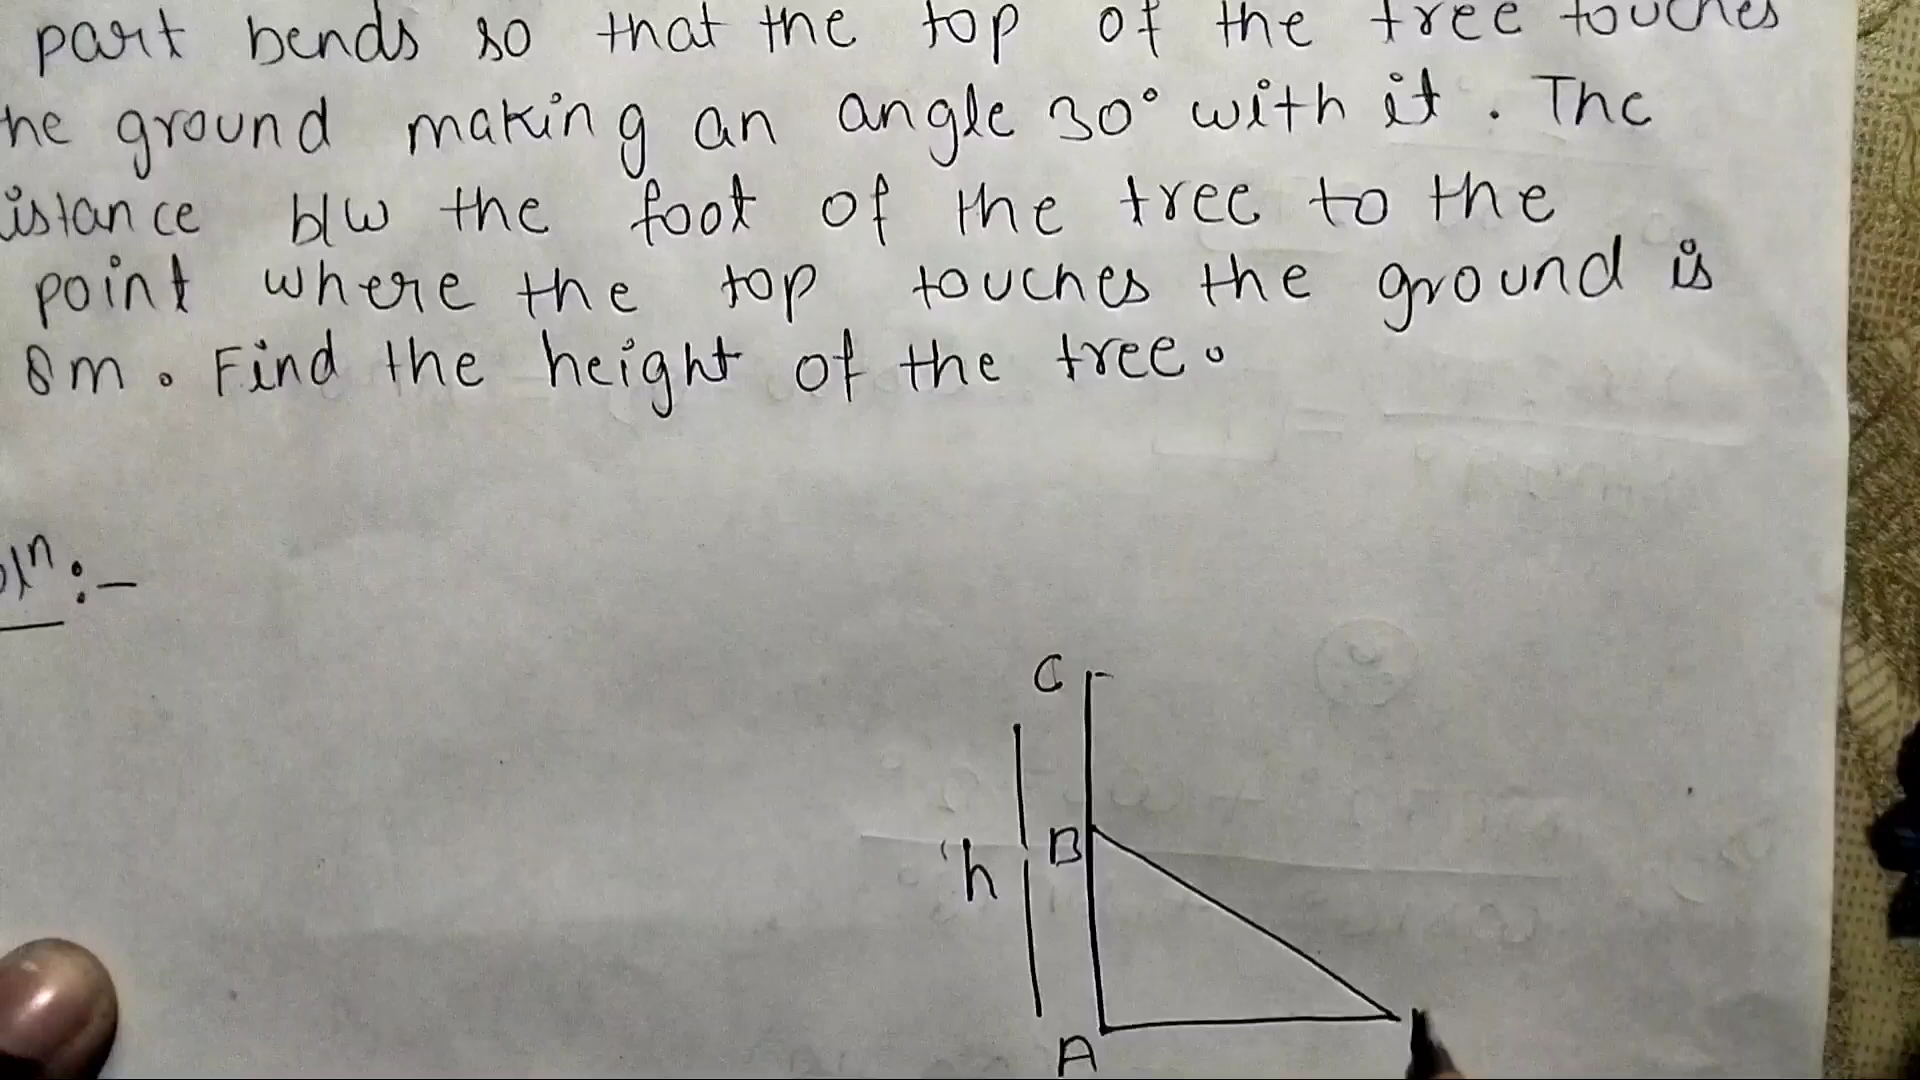 part bends so that the top of the tree touches
he ground making an angle 30° with it. The
istance b/w the foot of the tree to the
point where the top touches the ground is
8m. Find the height of the tree.
oln:-
C
B
'h
A